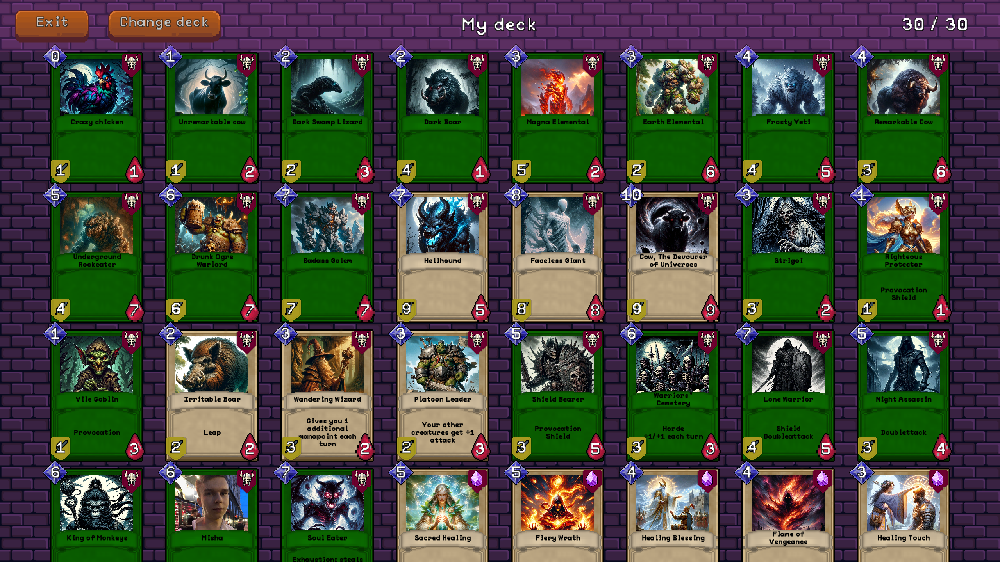 Exit
Change deck
My deck
30 / 30
0
1
2
2
3
3
4
4
Crazy chicken
Unremarkable cow
Dark Swamp Lizard
Dark Boar
Magma Elemental
Earth Elemental
Frosty Yeti
Remarkable Cow
1
1
1
2
2
3
4
1
5
2
2
6
4
5
3
6
5
6
7
7
8
10
3
1
Underground
Rockeater
Drunk Ogre
Warlord
Badass Golem
Hellhound
Faceless Giant
Cow, The Devourer
of Universes
Strigoi
Righteous
Protector
Provocation
Shield
4
7
6
7
7
7
9
5
8
8
9
9
3
2
1
1
1
2
3
3
5
6
7
5
Vile Goblin
Irritable Boar
Wandering Wizard
Platoon Leader
Shield Bearer
Warriors'
Cemetery
Lone Warrior
Night Assassin
Provocation
Leap
Gives you 1
additional
manapoint each
turn
Your other
creatures get +1
attack
Provocation
Shield
Horde
+1/+1 each turn
Shield
Doubleattack
Doublettack
1
3
2
2
3
2
2
3
3
5
3
3
4
5
3
4
6
6
7
5
5
4
4
3
King of Monkeys
Misha
Soul Eater
Sacred Healing
Fiery Wrath
Healing Blessing
Flame of
Vengeance
Healing Touch
Exhaustion: steals